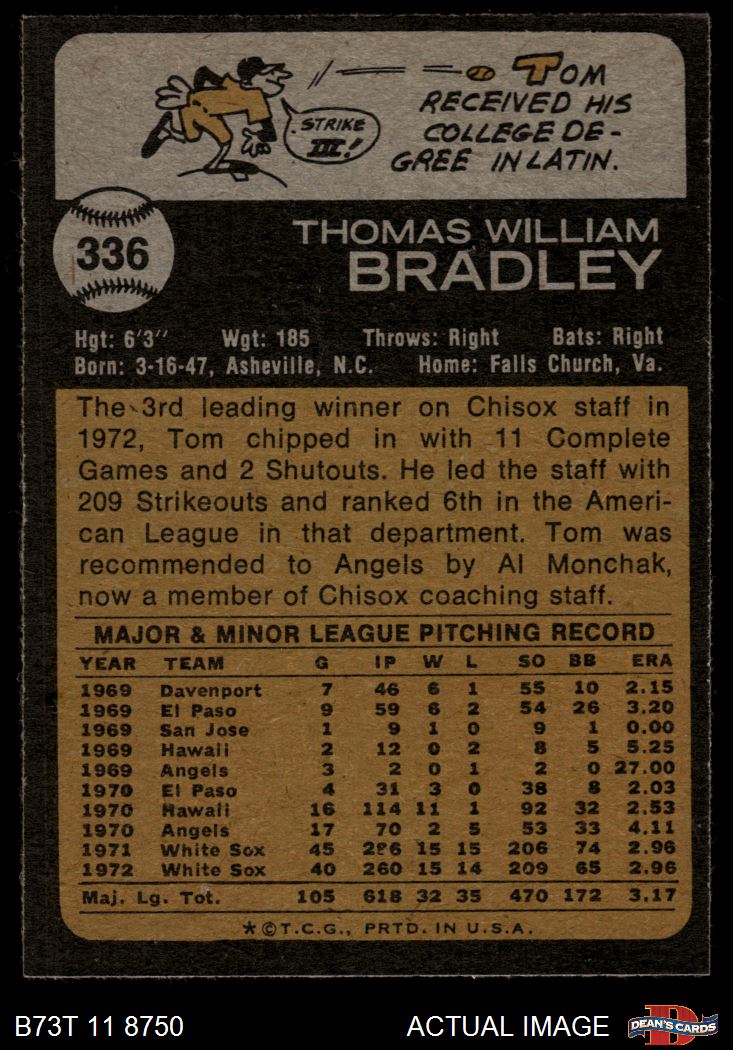 TOM
RECEIVED HIS
COLLEGE DE-
GREE IN LATIN.
STRIKE
III!
336
THOMAS WILLIAM
BRADLEY
Hgt: 6'3" Wgt: 185 Throws: Right Bats: Right
Born: 3-16-47, Asheville, N.C. Home: Falls Church, Va.
The 3rd leading winner on Chisox staff in
1972, Tom chipped in with 11 Complete
Games and 2 Shutouts. He led the staff with
209 Strikeouts and ranked 6th in the Ameri-
can League in that department. Tom was
recommended to Angels by Al Monchak,
now a member of Chisox coaching staff.
MAJOR & MINOR LEAGUE PITCHING RECORD
YEAR TEAM G IP W L SO BB ERA
1969 Davenport 7 46 6 1 55 10 2.15
1969 El Paso 9 59 6 2 54 26 3.20
1969 San Jose 1 9 1 0 9 1 0.00
1969 Hawaii 2 12 0 2 8 5 5.25
1969 Angels 3 2 0 1 2 0 27.00
1970 El Paso 4 31 3 0 38 8 2.03
1970 Hawaii 16 114 11 1 92 32 2.53
1970 Angels 17 70 2 5 53 33 4.11
1971 White Sox 45 286 15 15 206 74 2.96
1972 White Sox 40 260 15 14 209 65 2.96
Maj. Lg. Tot. 105 618 32 35 470 172 3.17
*©T.C.G., PRTD. IN U.S.A.
B73T 11 8750 ACTUAL IMAGE D DEAN'S CARDS